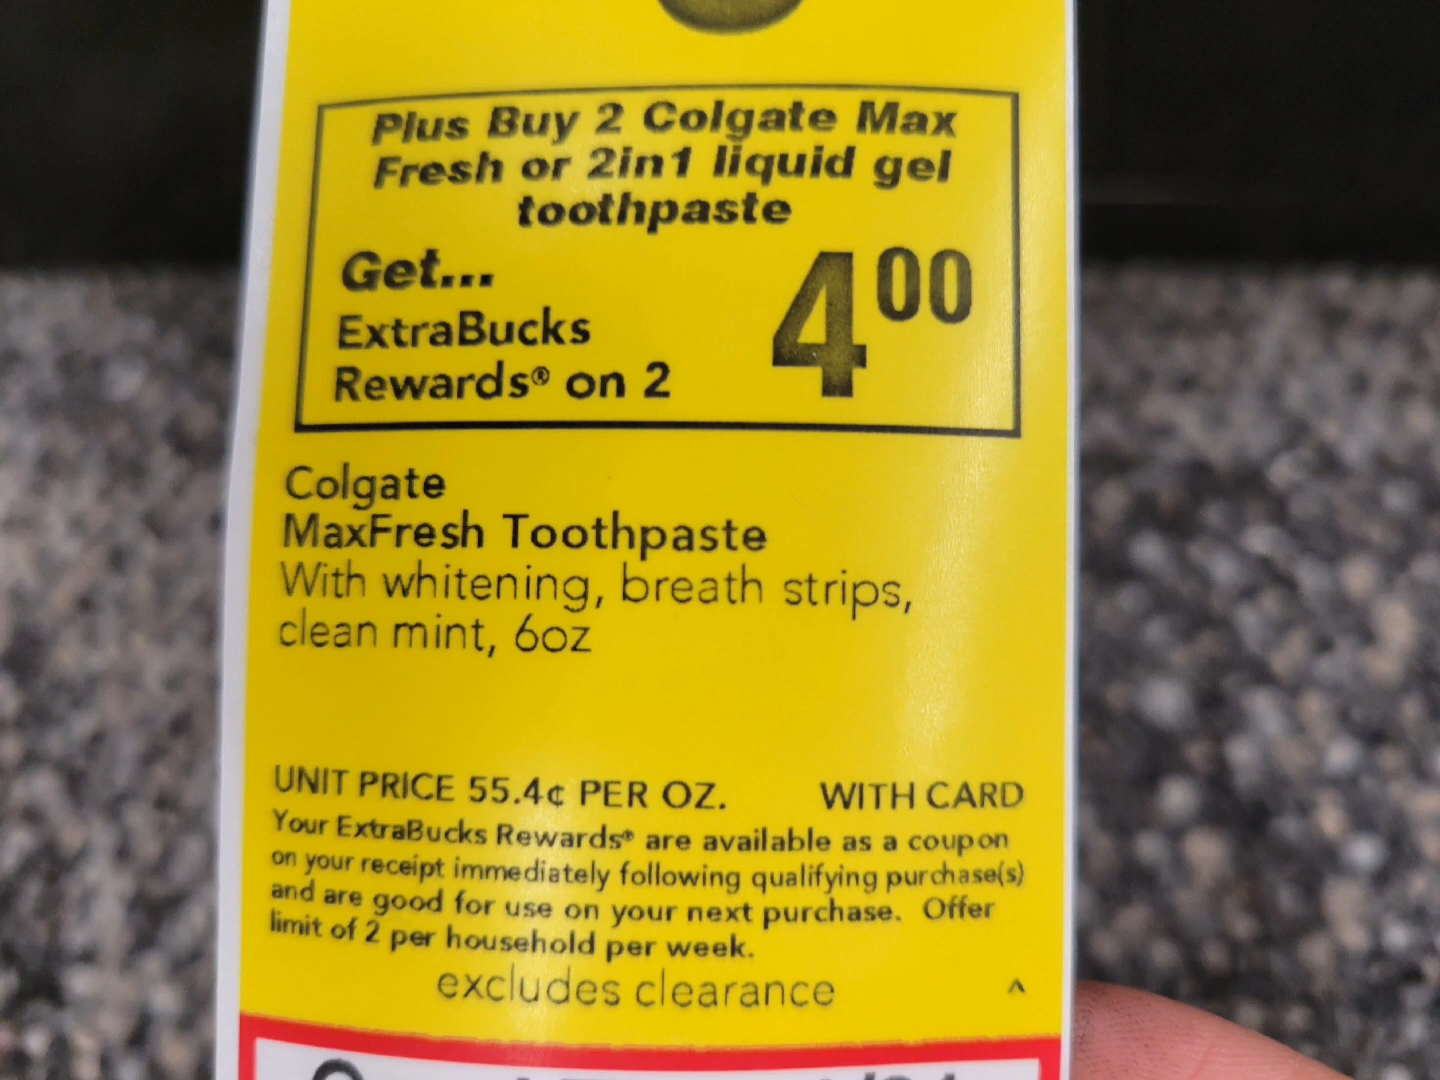 Plus Buy 2 Colgate Max
Fresh or 2in1 liquid gel
toothpaste
Get...
ExtraBucks
Rewards® on 2
4 00
Colgate
MaxFresh Toothpaste
With whitening, breath strips,
clean mint, 6oz
UNIT PRICE 55.4¢ PER OZ. WITH CARD
Your ExtraBucks Rewards® are available as a coupon
on your receipt immediately following qualifying purchase(s)
and are good for use on your next purchase. Offer
limit of 2 per household per week.
excludes clearance ^